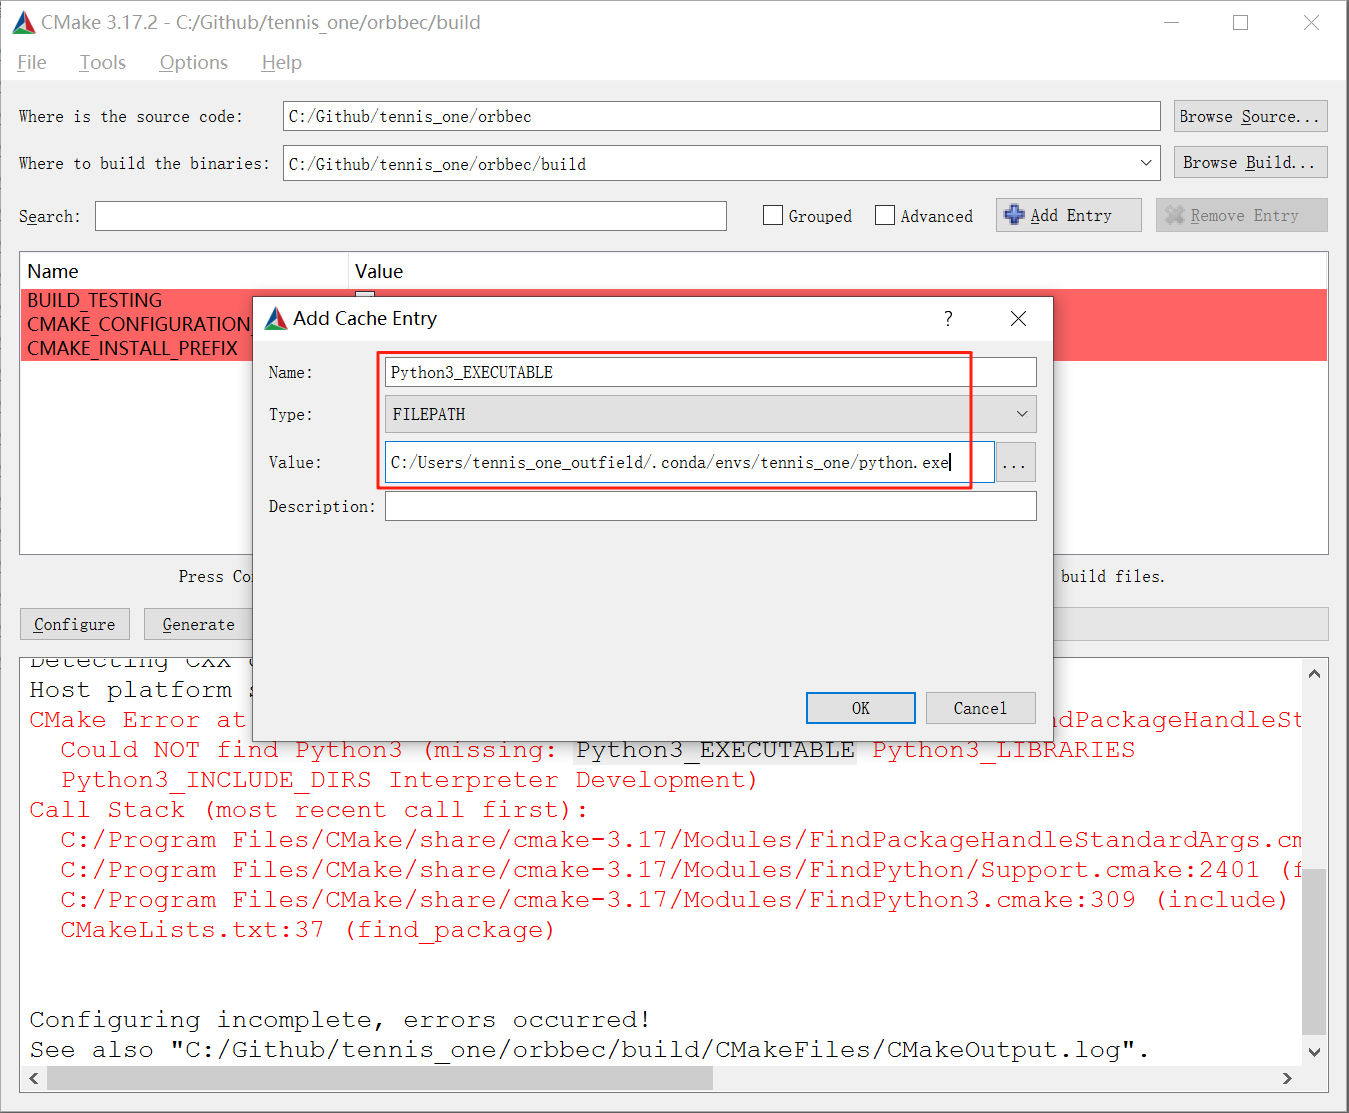 CMake 3.17.2 - C:/Github/tennis_one/orbbec/build
File Tools Options Help
Where is the source code: C:/Github/tennis_one/orbbec Browse Source...
Where to build the binaries: C:/Github/tennis_one/orbbec/build Browse Build...
Search: Grouped Advanced Add Entry Remove Entry
Name Value
BUILD_TESTING
CMAKE_CONFIGURATION_
CMAKE_INSTALL_PREFIX
Add Cache Entry ?
Name: Python3_EXECUTABLE
Type: FILEPATH
Value: C:/Users/tennis_one_outfield/.conda/envs/tennis_one/python.exe ...
Description:
OK Cancel
Press build files.
Configure Generate
Detecting CXX
Host platform
CMake Error at
Could NOT find Python3 (missing: Python3_EXECUTABLE Python3_LIBRARIES
Python3_INCLUDE_DIRS Interpreter Development)
Call Stack (most recent call first):
C:/Program Files/CMake/share/cmake-3.17/Modules/FindPackageHandleStandardArgs.cm
C:/Program Files/CMake/share/cmake-3.17/Modules/FindPython/Support.cmake:2401 (f
C:/Program Files/CMake/share/cmake-3.17/Modules/FindPython3.cmake:309 (include)
CMakeLists.txt:37 (find_package)
Configuring incomplete, errors occurred!
See also "C:/Github/tennis_one/orbbec/build/CMakeFiles/CMakeOutput.log".